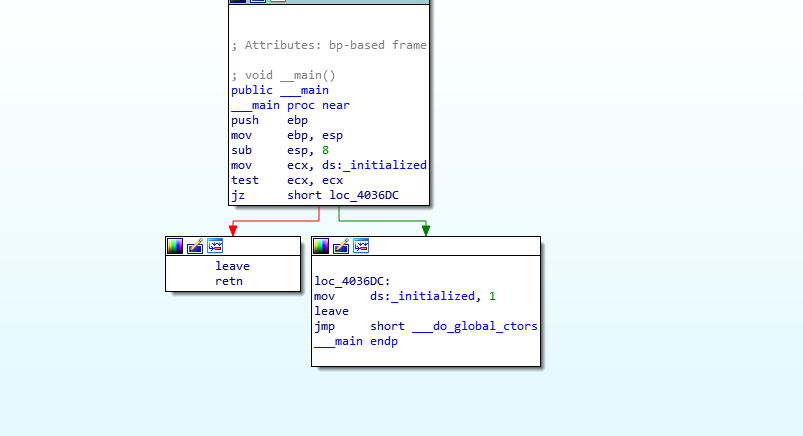 ; Attributes: bp-based frame
; void __main()
public ___main
___main proc near
push    ebp
mov     ebp, esp
sub     esp, 8
mov     ecx, ds:_initialized
test    ecx, ecx
jz      short loc_4036DC
leave
retn
loc_4036DC:
mov     ds:_initialized, 1
leave
jmp     short ___do_global_ctors
___main endp